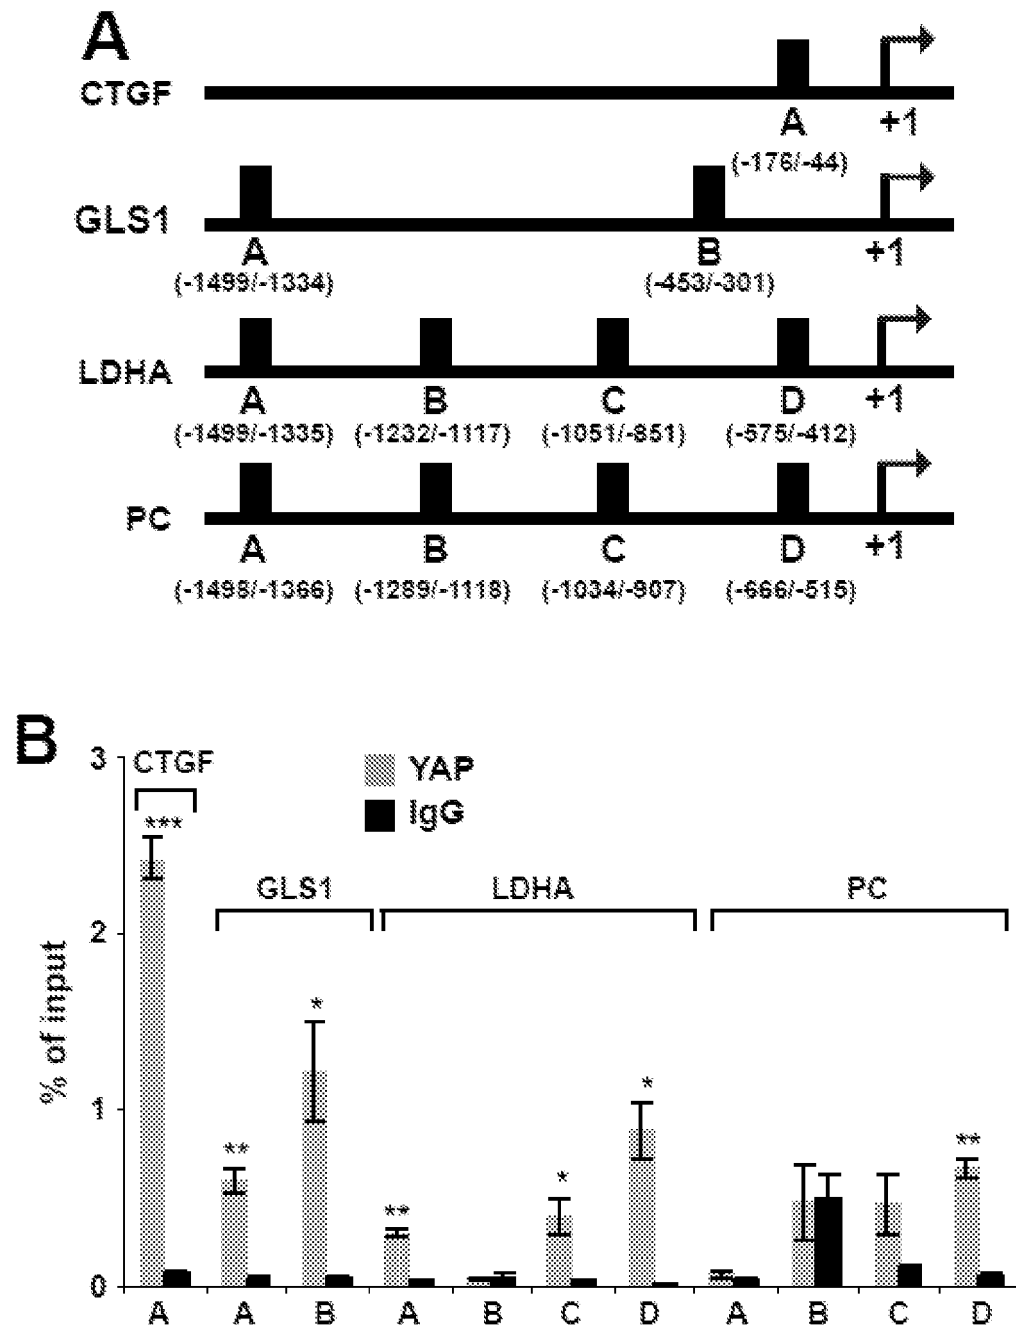 A
CTGF
A
+1
(-176/-44)
GLS1
A
B
+1
(-1499/-1334)
(-453/-301)
LDHA
A
B
C
D
+1
(-1499/-1335)
(-1232/-1117)
(-1051/-851)
(-575/-412)
PC
A
B
C
D
+1
(-1498/-1366)
(-1289/-1118)
(-1034/-907)
(-666/-515)
B
3
CTGF
YAP
IgG
***
GLS1
LDHA
PC
2
% of input
*
*
1
**
**
**
*
0
A
A
B
A
B
C
D
A
B
C
D